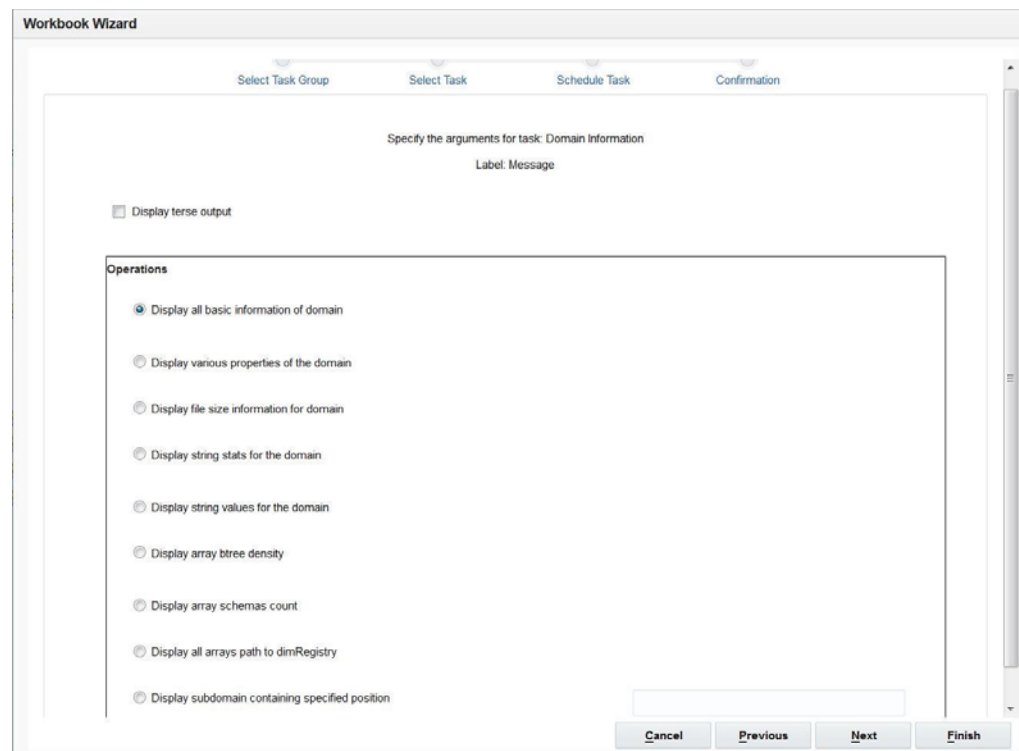 Workbook Wizard
Select Task Group Select Task Schedule Task Confirmation
Specify the arguments for task: Domain Information
Label: Message
Display terse output
Operations
Display all basic information of domain
Display various properties of the domain
Display file size information for domain
Display string stats for the domain
Display string values for the domain
Display array btree density
Display array schemas count
Display all arrays path to dimRegistry
Display subdomain containing specified position
Cancel Previous Next Finish